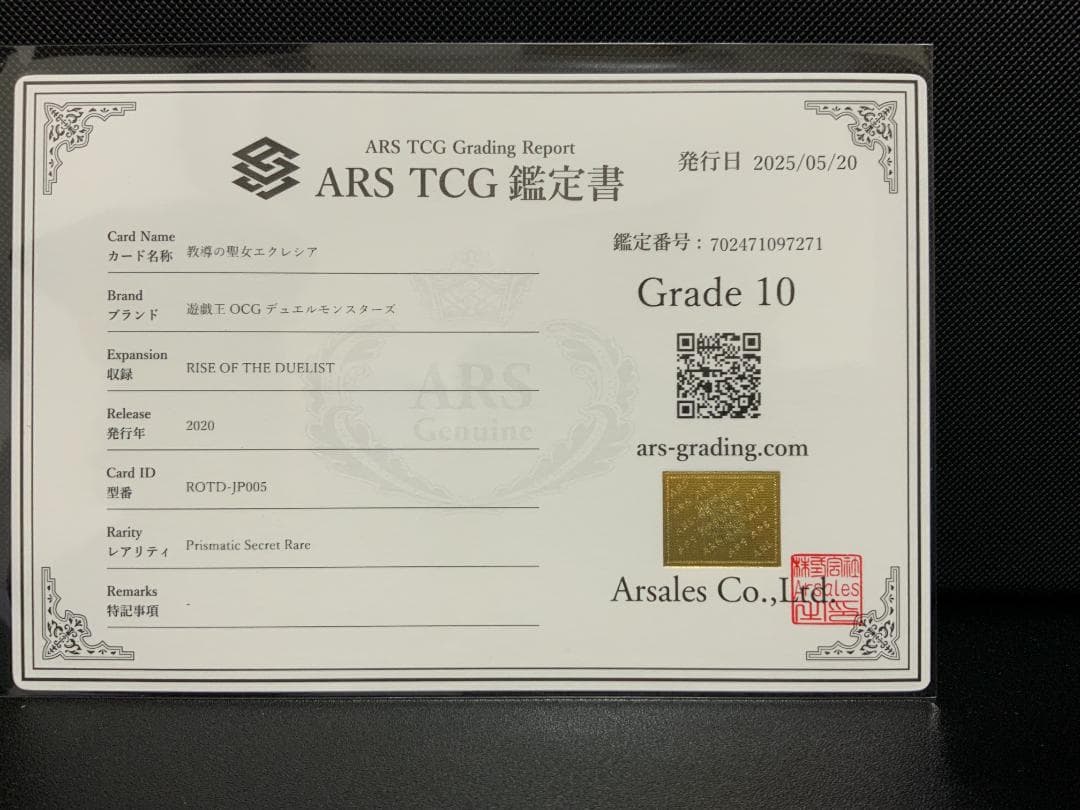 ARS TCG Grading Report
ARS TCG 鑑定書
発行日 2025/05/20
Card Name
カード名称 教導の聖女エクレシア
Brand
ブランド 遊戯王 OCG デュエルモンスターズ
Expansion
収録 RISE OF THE DUELIST
Release
発行年 2020
Card ID
型番 ROTD-JP005
Rarity
レアリティ Prismatic Secret Rare
Remarks
特記事項 -
鑑定番号：702471097271
Grade 10
ars-grading.com
ARS
Genuine
Arsales Co.,Ltd.
株式会社
Arsales